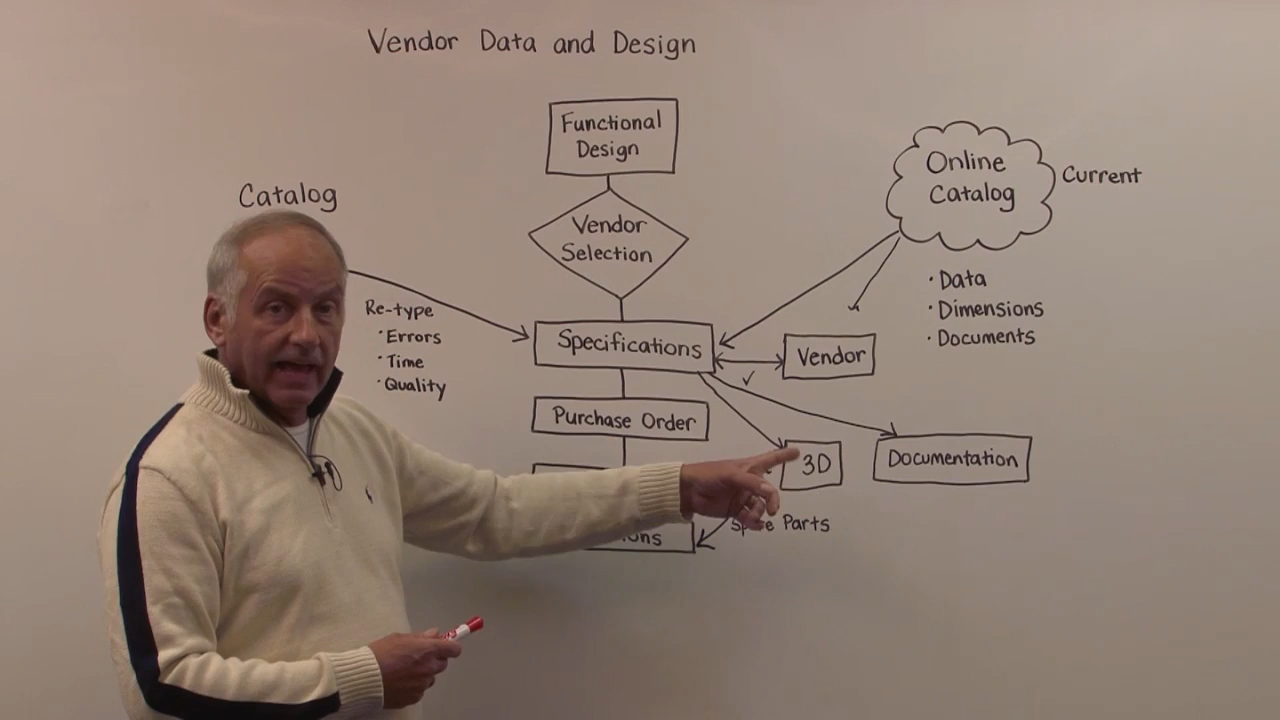 Vendor Data and Design
Functional
Design
Vendor
Selection
Catalog
Re-type
· Errors
· Time
· Quality
Specifications
Purchase Order
Online
Catalog
Current
· Data
· Dimensions
· Documents
Vendor
✓
3D
Documentation
Parts